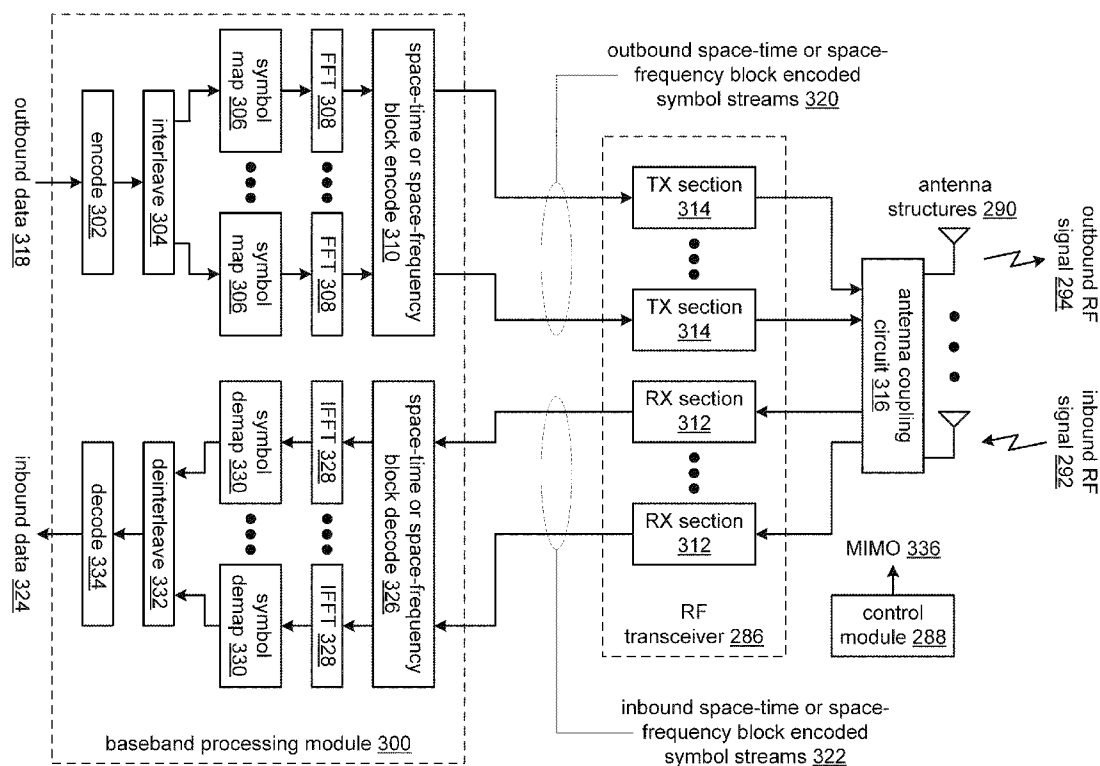 outbound data 318
encode 302
interleave 304
symbol
map 306
FFT 308
symbol
map 306
FFT 308
space-time or space-frequency
block encode 310
outbound space-time or space-
frequency block encoded
symbol streams 320
TX section
314
TX section
314
antenna
structures 290
outbound RF
signal 294
antenna coupling
circuit 316
inbound RF
signal 292
RX section
312
RX section
312
RF
transceiver 286
MIMO 336
control
module 288
space-time or space-frequency
block decode 326
IFFT 328
symbol
demap 330
IFFT 328
symbol
demap 330
deinterleave 332
decode 334
inbound data 324
baseband processing module 300
inbound space-time or space-
frequency block encoded
symbol streams 322